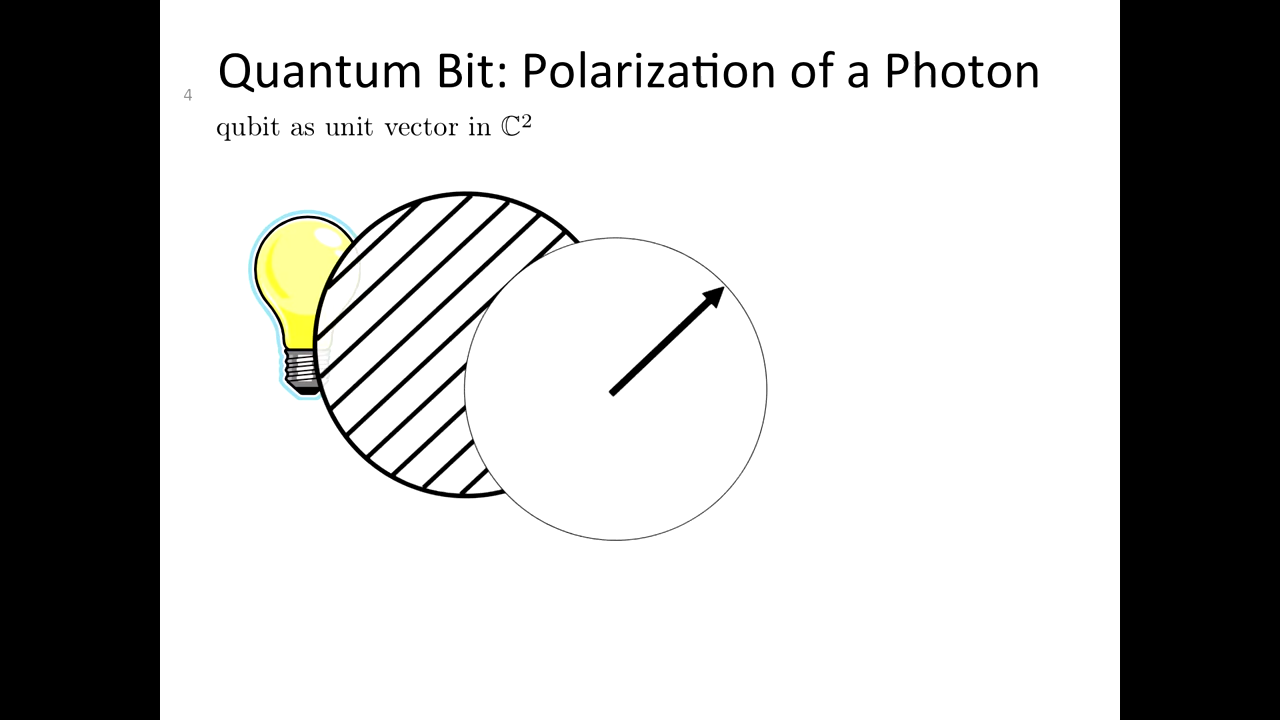 Quantum Bit: Polarization of a Photon
4
qubit as unit vector in ℂ²